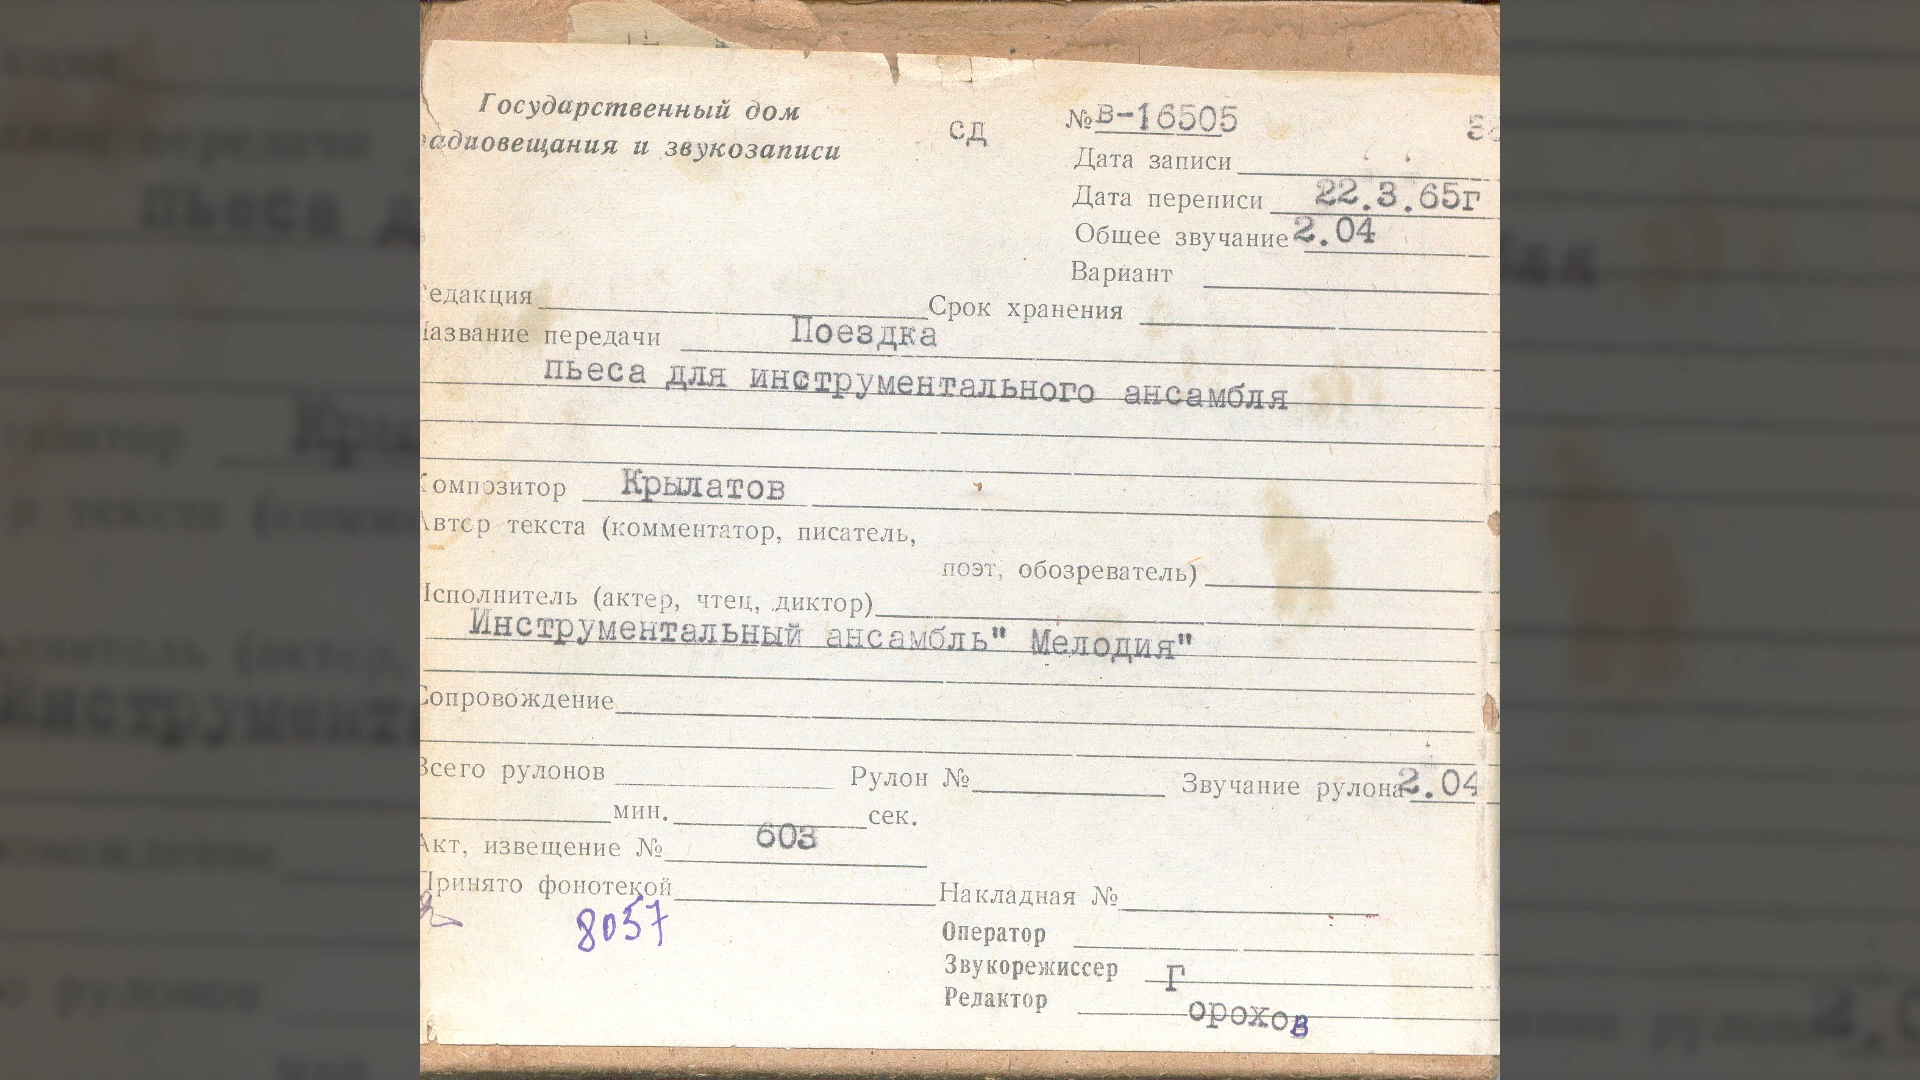 Государственный дом
радиовещания и звукозаписи
сд
№ В-16505
Дата записи
Дата переписи 22.3.65г
Общее звучание 2.04
Вариант
Редакция Срок хранения
Название передачи Поездка
пьеса для инструментального ансамбля
Композитор Крылатов
Автор текста (комментатор, писатель,
поэт, обозреватель)
Исполнитель (актер, чтец, диктор)
Инструментальный ансамбль" Мелодия"
Сопровождение
Всего рулонов Рулон № Звучание рулона 2.04
мин. сек.
Акт, извещение № 603
Принято фонотекой Накладная №
8057
Оператор
Звукорежиссер Г
Редактор орохов